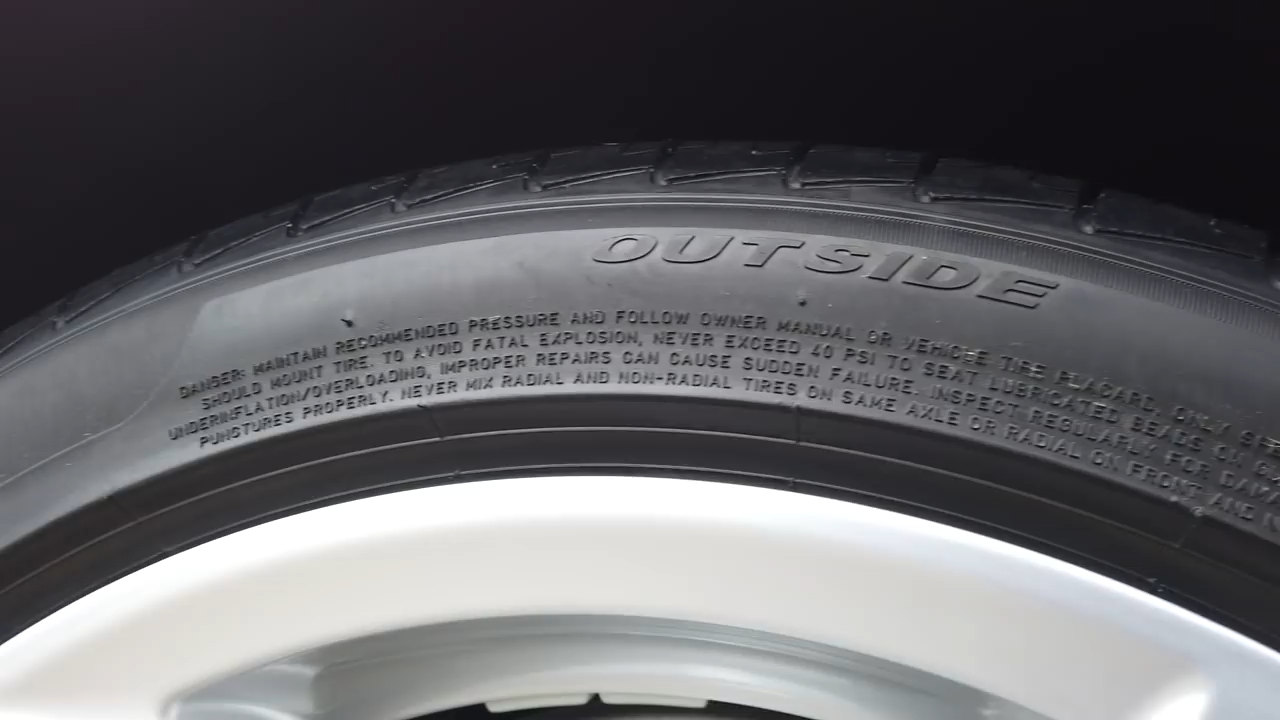 OUTSIDE
DANGER: MAINTAIN RECOMMENDED PRESSURE AND FOLLOW OWNER MANUAL OR VEHICLE TIRE PLACARD. ONLY
SHOULD MOUNT TIRE. TO AVOID FATAL EXPLOSION, NEVER EXCEED 40 PSI TO SEAT LUBRICATED BEADS ON
UNDERINFLATION/OVERLOADING, IMPROPER REPAIRS CAN CAUSE SUDDEN FAILURE. INSPECT REGULARLY FOR
PUNCTURES PROPERLY. NEVER MIX RADIAL AND NON-RADIAL TIRES ON SAME AXLE OR RADIAL ON FRONT AND